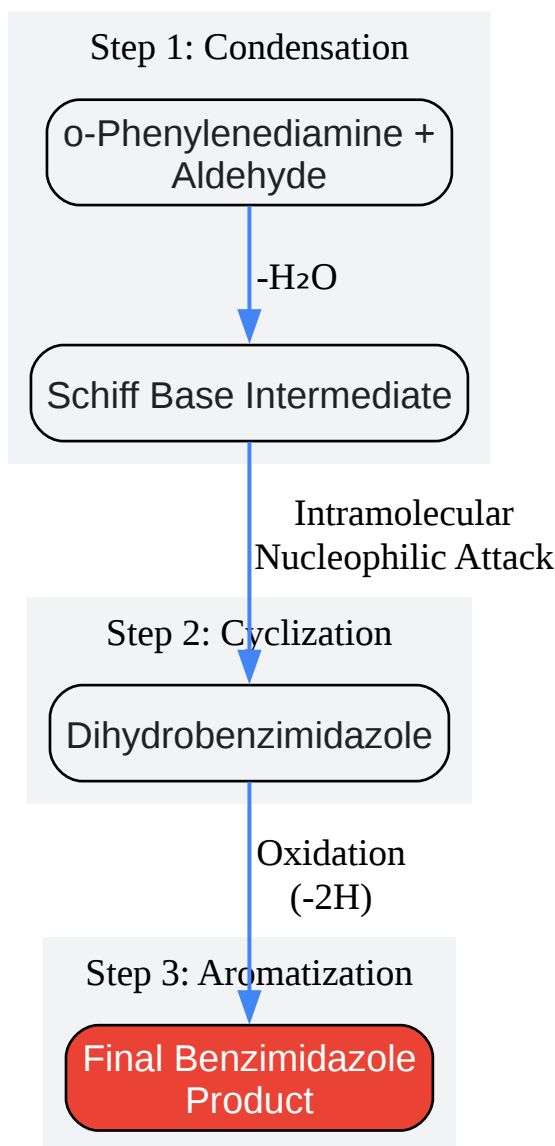 Step 1: Condensation
o-Phenylenediamine +
Aldehyde
-H₂O
Schiff Base Intermediate
Intramolecular
Nucleophilic Attack
Step 2: Cyclization
Dihydrobenzimidazole
Oxidation
(-2H)
Step 3: Aromatization
Final Benzimidazole
Product